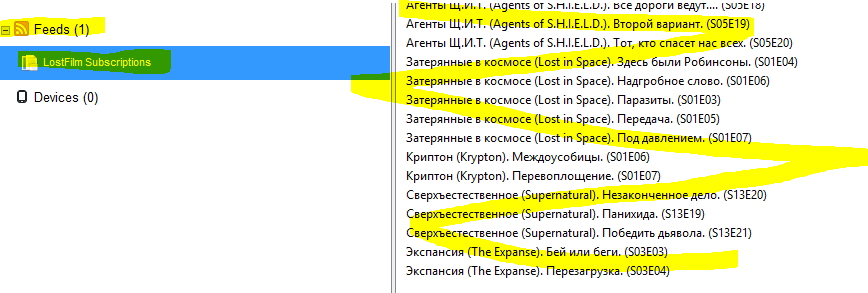 Feeds (1)
LostFilm Subscriptions
Devices (0)
Агенты Щ.И.Т. (Agents of S.H.I.E.L.D.). Все дороги ведут.... (S05E18)
Агенты Щ.И.Т. (Agents of S.H.I.E.L.D.). Второй вариант. (S05E19)
Агенты Щ.И.Т. (Agents of S.H.I.E.L.D.). Тот, кто спасет нас всех. (S05E20)
Затерянные в космосе (Lost in Space). Здесь были Робинсоны. (S01E04)
Затерянные в космосе (Lost in Space). Надгробное слово. (S01E06)
Затерянные в космосе (Lost in Space). Паразиты. (S01E03)
Затерянные в космосе (Lost in Space). Передача. (S01E05)
Затерянные в космосе (Lost in Space). Под давлением. (S01E07)
Криптон (Krypton). Междоусобицы. (S01E06)
Криптон (Krypton). Перевоплощение. (S01E07)
Сверхъестественное (Supernatural). Незаконченное дело. (S13E20)
Сверхъестественное (Supernatural). Панихида. (S13E19)
Сверхъестественное (Supernatural). Победить дьявола. (S13E21)
Экспансия (The Expanse). Бей или беги. (S03E03)
Экспансия (The Expanse). Перезагрузка. (S03E04)